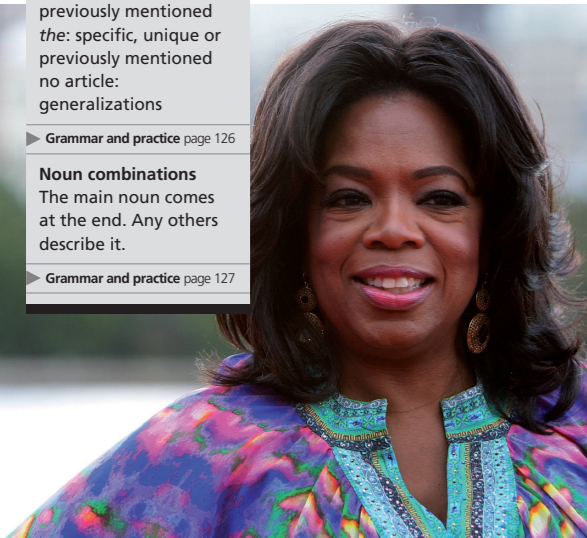 previously mentioned
the: specific, unique or
previously mentioned
no article:
generalizations
Grammar and practice page 126
Noun combinations
The main noun comes
at the end. Any others
describe it.
Grammar and practice page 127